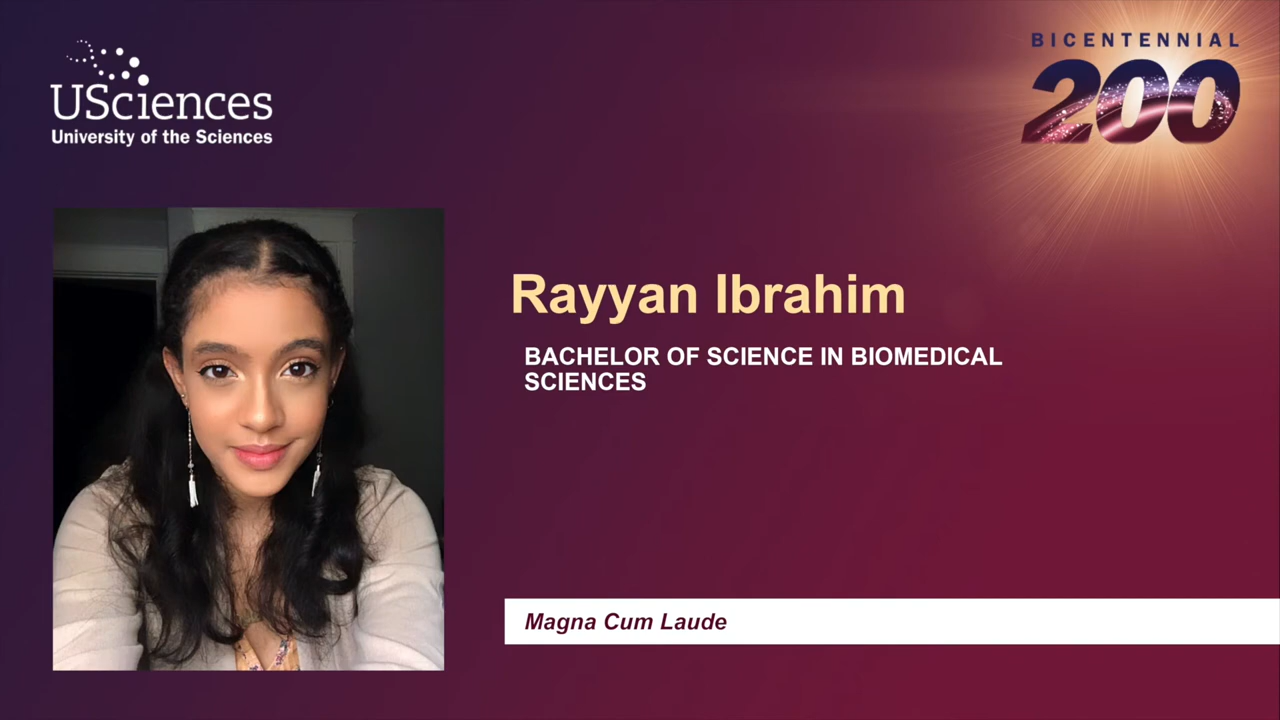 USciences
University of the Sciences
BICENTENNIAL
200
Rayyan Ibrahim
BACHELOR OF SCIENCE IN BIOMEDICAL
SCIENCES
Magna Cum Laude